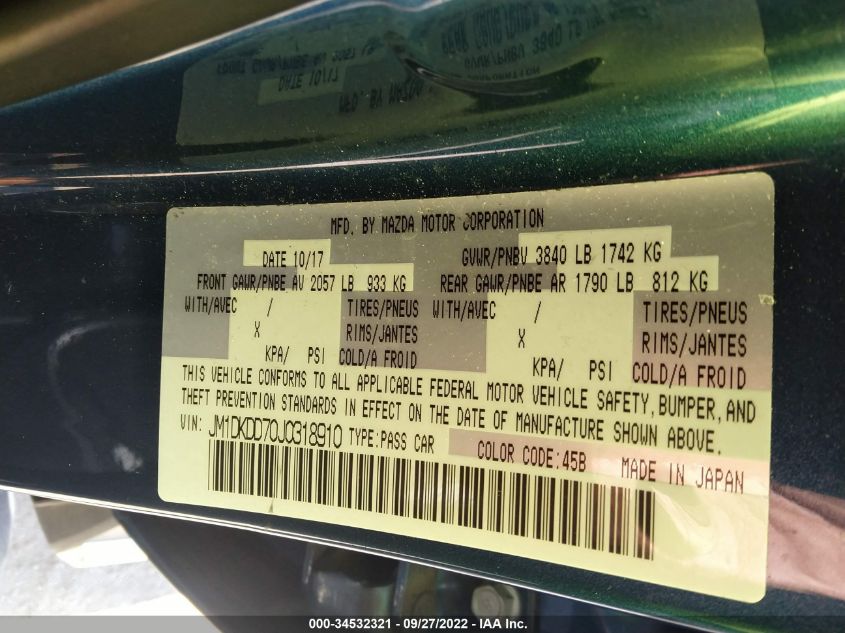 MFD. BY MAZDA MOTOR CORPORATION
DATE 10/17 GVWR/PNBV 3840 LB 1742 KG
FRONT GAWR/PNBE AV 2057 LB 933 KG REAR GAWR/PNBE AR 1790 LB 812 KG
WITH/AVEC / TIRES/PNEUS WITH/AVEC / TIRES/PNEUS
X RIMS/JANTES X RIMS/JANTES
KPA/ PSI COLD/A FROID KPA/ PSI COLD/A FROID
THIS VEHICLE CONFORMS TO ALL APPLICABLE FEDERAL MOTOR VEHICLE SAFETY, BUMPER, AND
THEFT PREVENTION STANDARDS IN EFFECT ON THE DATE OF MANUFACTURE SHOWN ABOVE.
VIN: JM1DKDD70J0318910 TYPE:PASS CAR COLOR CODE:45B MADE IN JAPAN
000-34532321 - 09/27/2022 - IAA Inc.